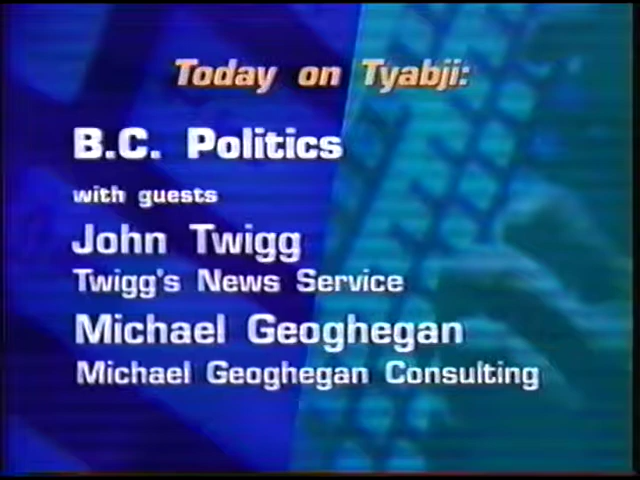 Today on Tyabji:
B.C. Politics
with guests
John Twigg
Twigg's News Service
Michael Geoghegan
Michael Geoghegan Consulting